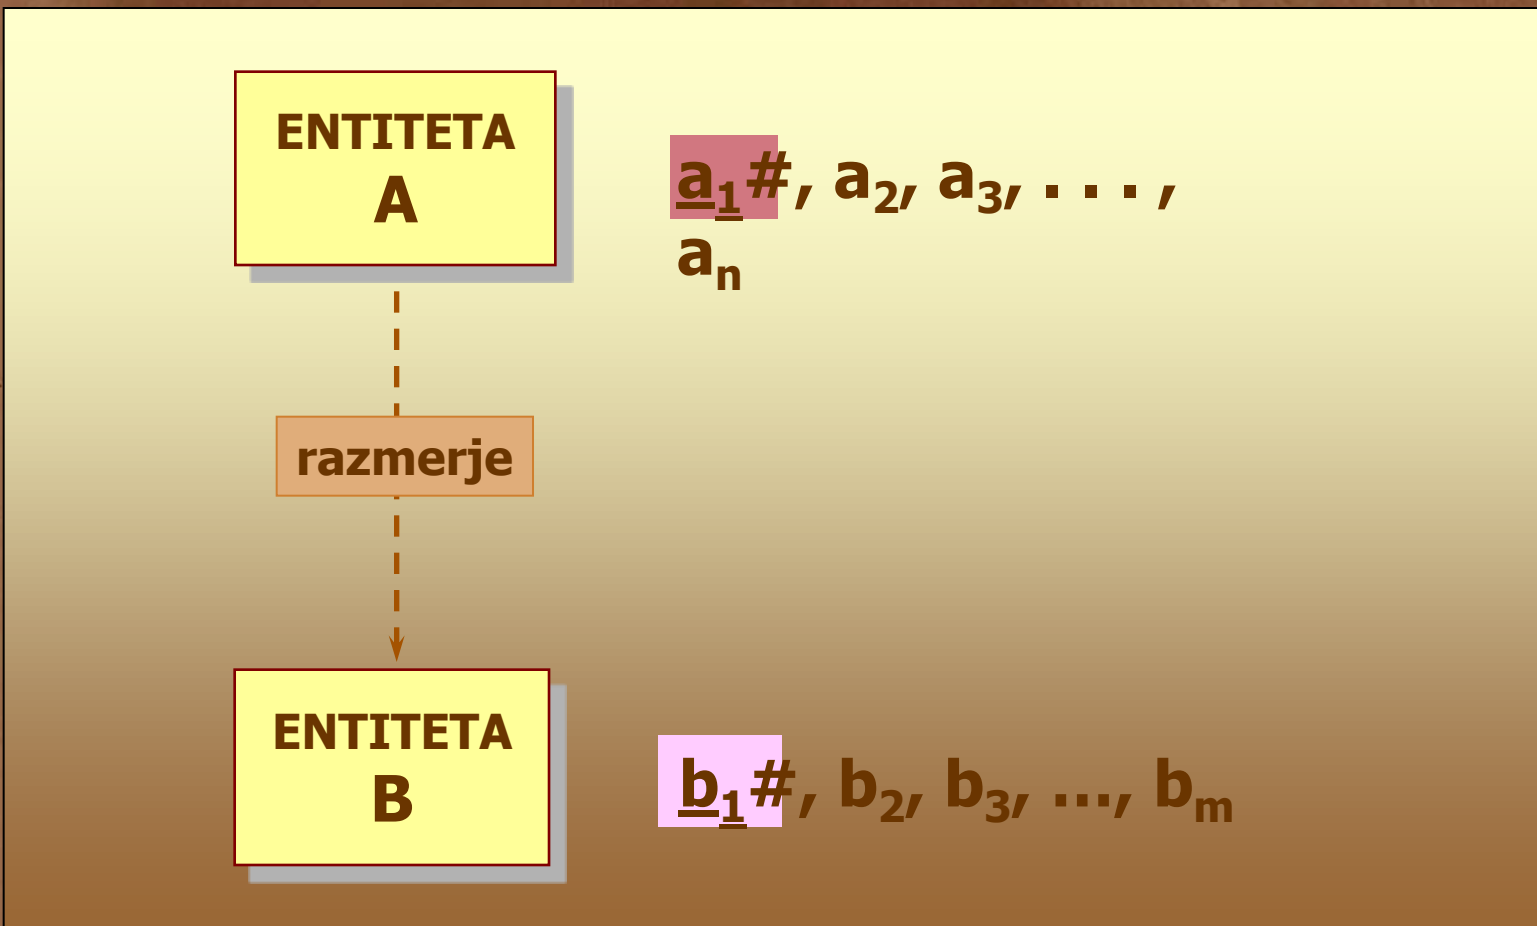 ENTITETA
A
a₁#, a₂, a₃, . . . ,
aₙ
razmerje
ENTITETA
B
b₁#, b₂, b₃, ..., bₘ